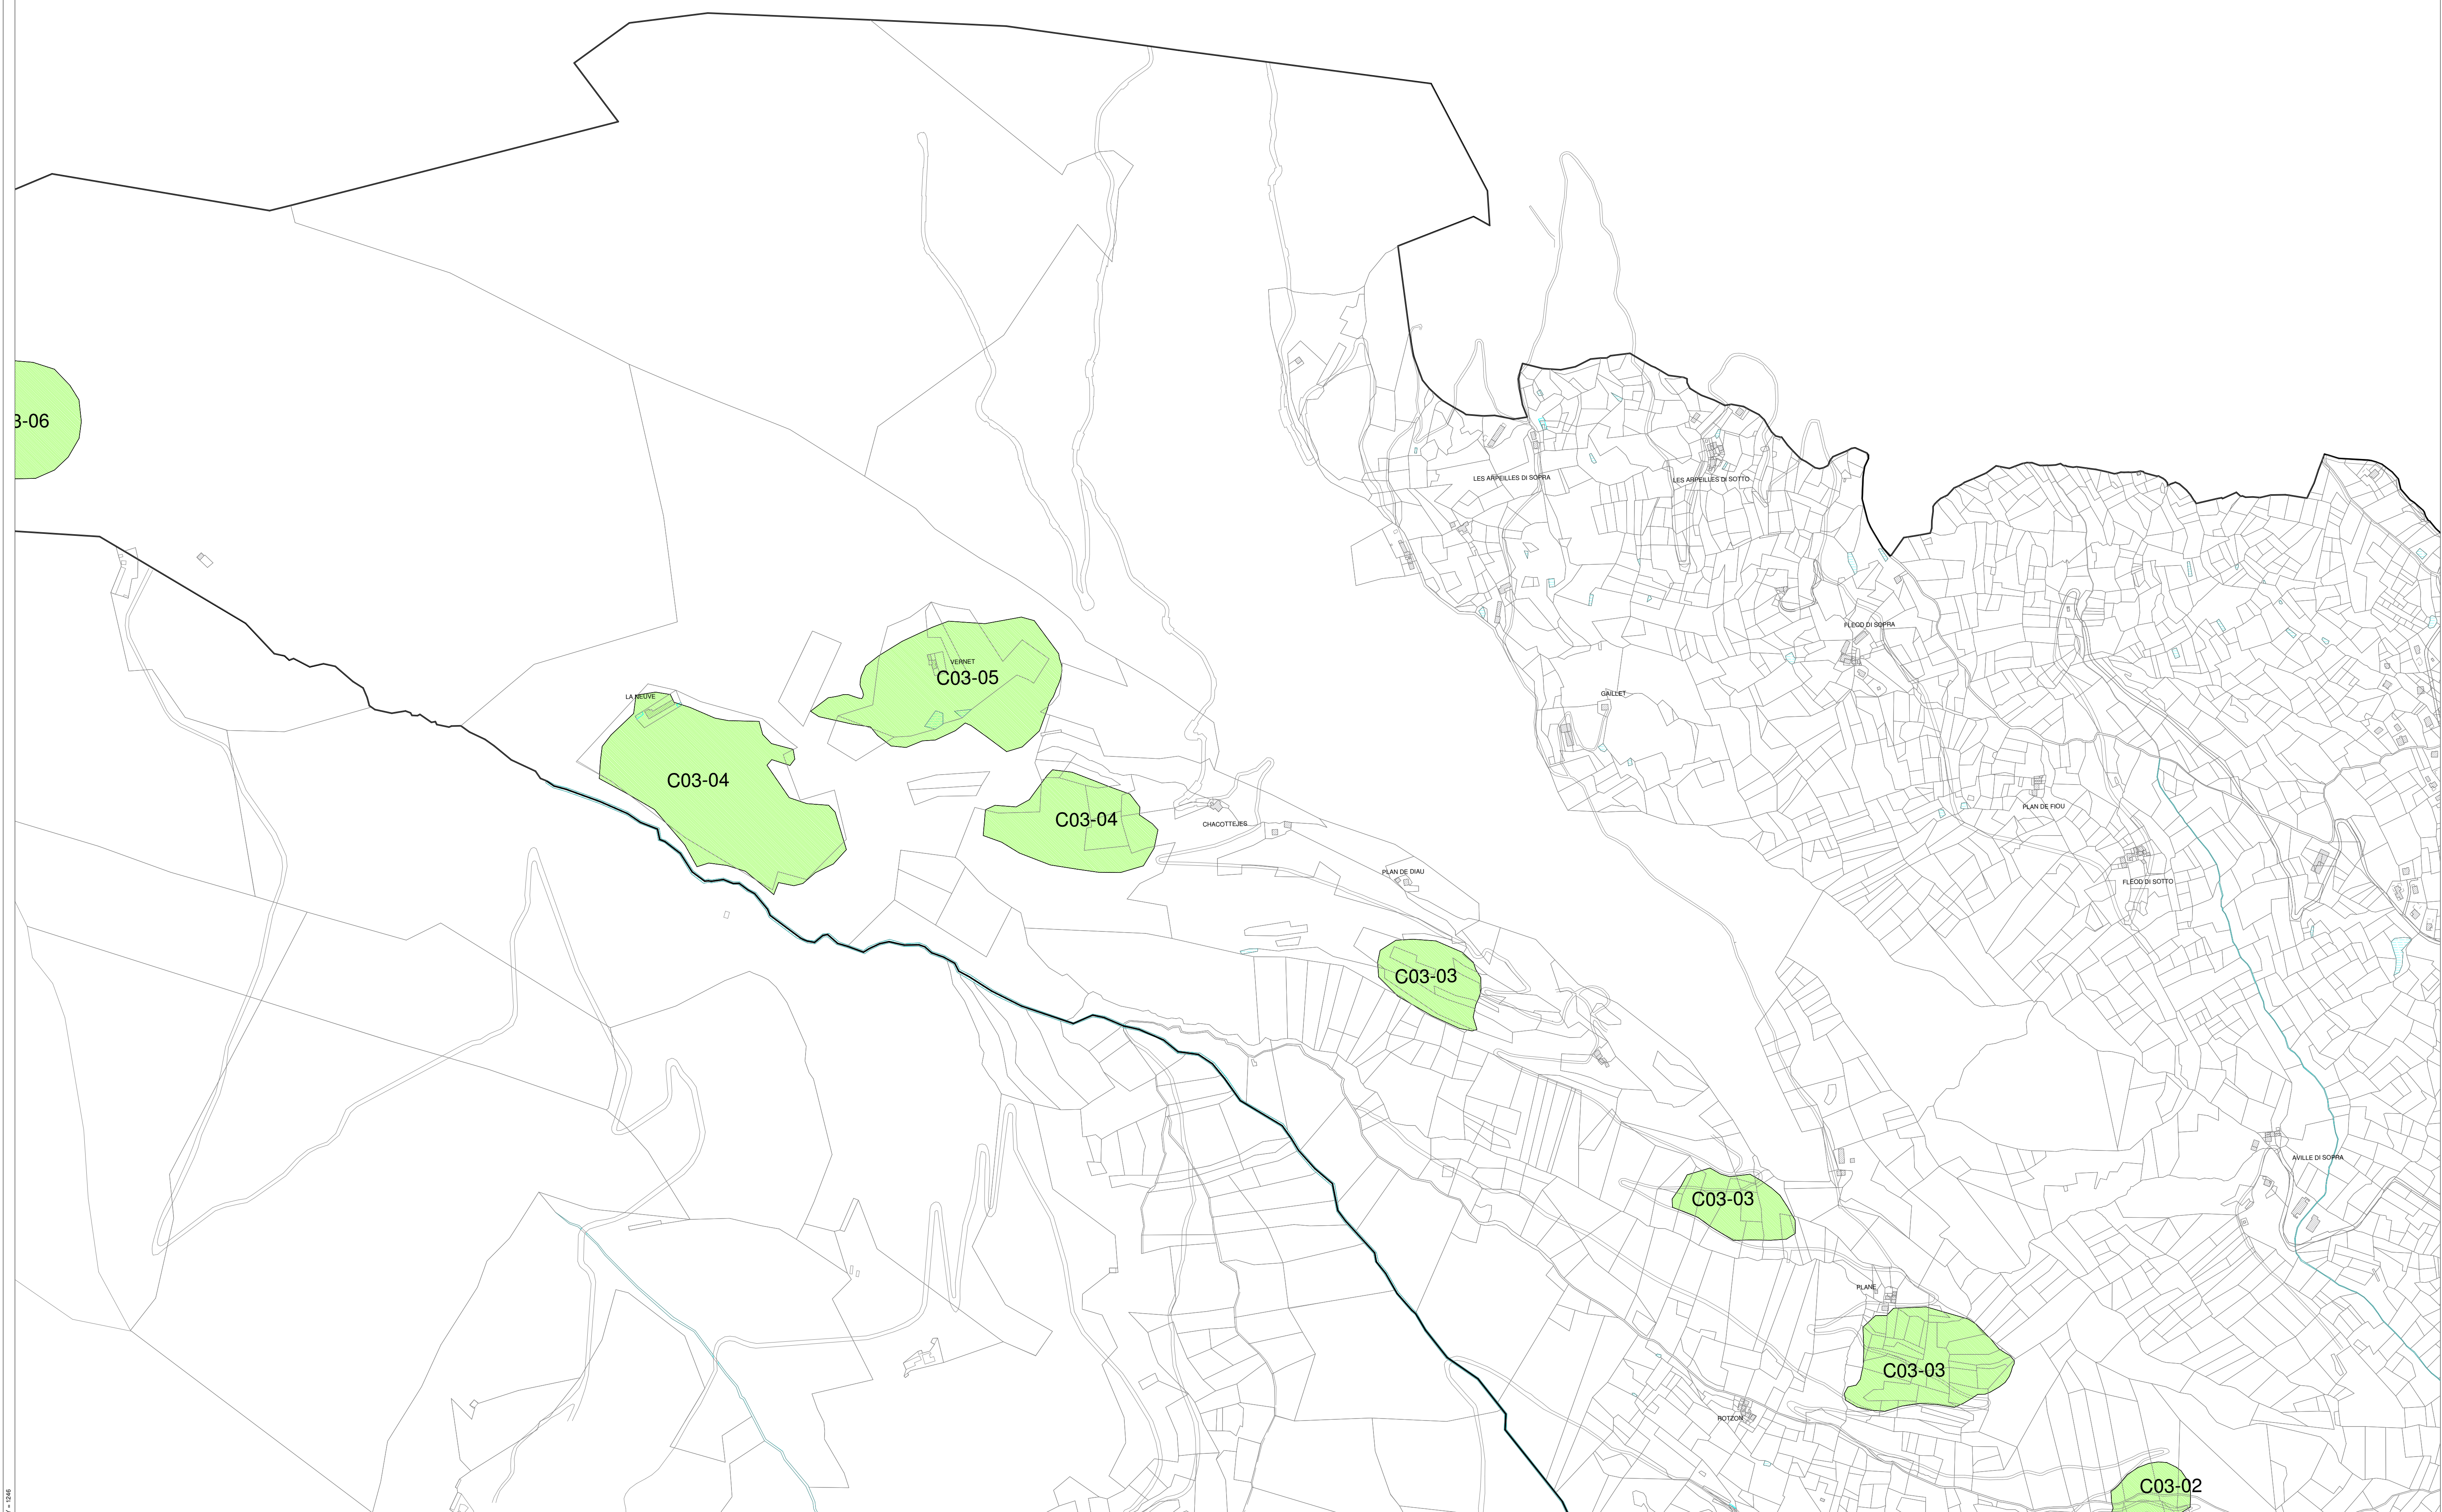 3-06
LES ARPEILLES DI SOPRA
LES ARPEILLES DI SOTTO
FLEOD DI SOPRA
VERNET
C03-05
LA NEUVE
GAILLET
C03-04
PLAN DE FIOU
C03-04
CHACOTTEJES
PLAN DE DIAU
FLEOD DI SOTTO
C03-03
AVILLE DI SOPRA
C03-03
PLANE
C03-03
ROTZON
C03-02
Y = 1246